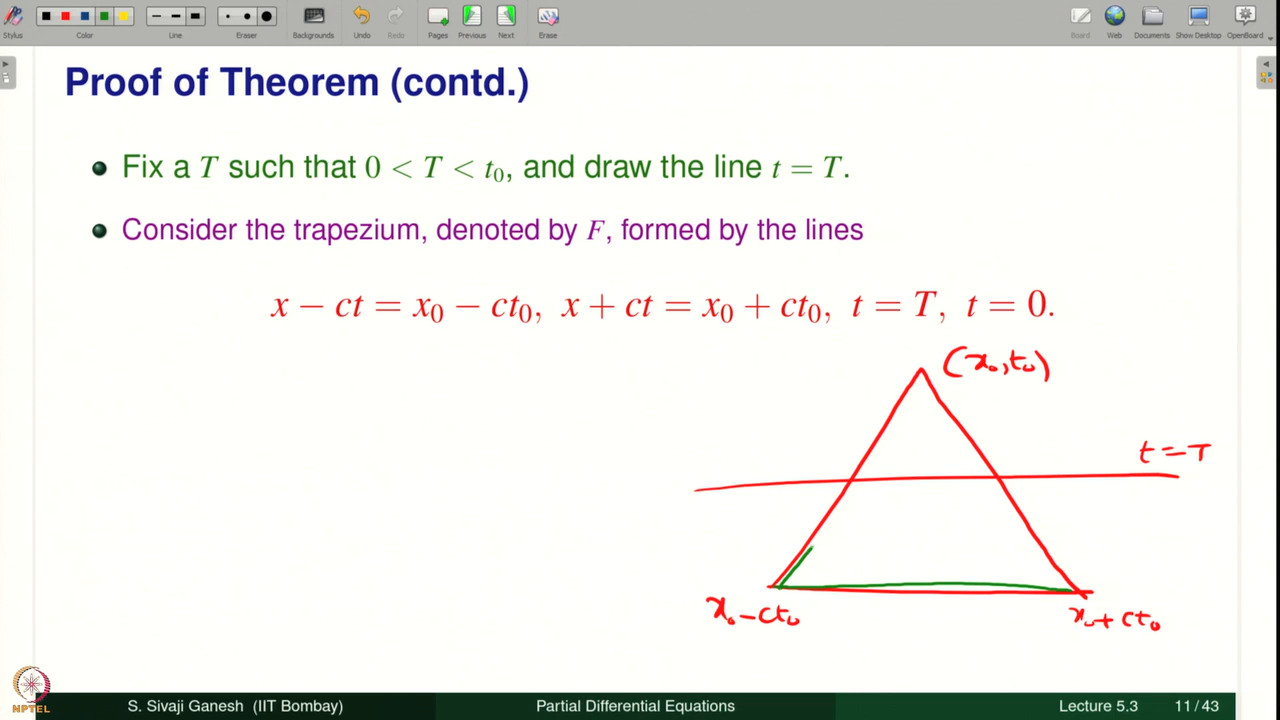 Stylus Color Line Eraser Backgrounds Undo Redo Pages Previous Next Erase Board Web Documents Show Desktop OpenBoard
Proof of Theorem (contd.)
Fix a T such that 0 < T < t₀, and draw the line t = T.
Consider the trapezium, denoted by F, formed by the lines
x − ct = x₀ − ct₀, x + ct = x₀ + ct₀, t = T, t = 0.
(x₀, t₀)
t = T
x₀ − ct₀
x₀ + ct₀
NPTEL
S. Sivaji Ganesh (IIT Bombay) Partial Differential Equations Lecture 5.3 11 / 43